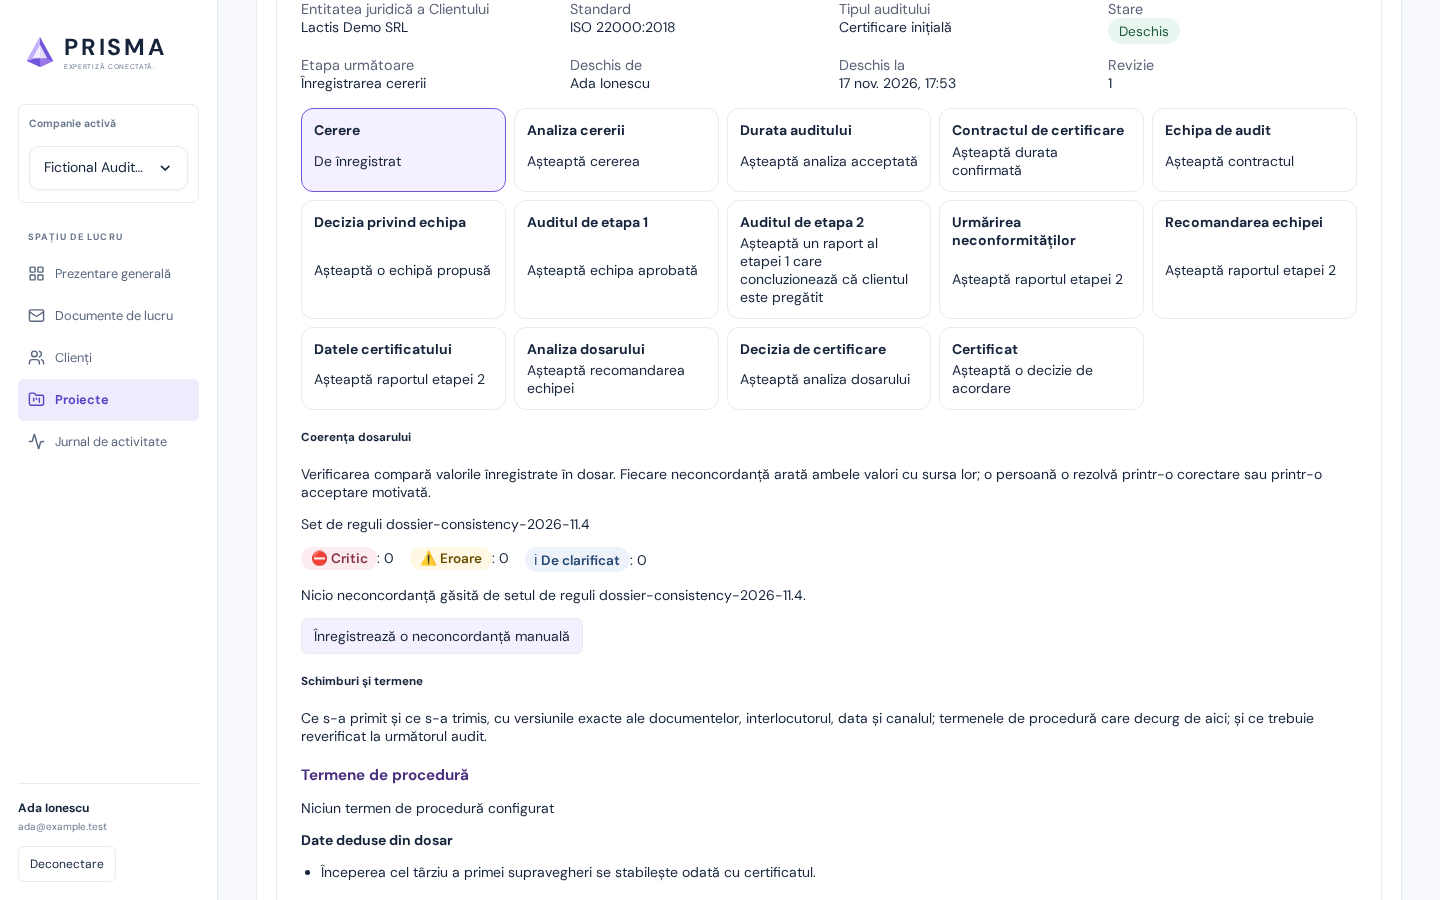 PRISMA
EXPERTIZĂ CONECTATĂ.
Companie activă
Fictional Audit...
SPAȚIU DE LUCRU
Prezentare generală
Documente de lucru
Clienți
Proiecte
Jurnal de activitate
Ada Ionescu
ada@example.test
Deconectare
Entitatea juridică a Clientului
Lactis Demo SRL
Standard
ISO 22000:2018
Tipul auditului
Certificare inițială
Stare
Deschis
Etapa următoare
Înregistrarea cererii
Deschis de
Ada Ionescu
Deschis la
17 nov. 2026, 17:53
Revizie
1
Cerere
De înregistrat
Analiza cererii
Așteaptă cererea
Durata auditului
Așteaptă analiza acceptată
Contractul de certificare
Așteaptă durata
confirmată
Echipa de audit
Așteaptă contractul
Decizia privind echipa
Așteaptă o echipă propusă
Auditul de etapa 1
Așteaptă echipa aprobată
Auditul de etapa 2
Așteaptă un raport al
etapei 1 care
concluzionează că clientul
este pregătit
Urmărirea
neconformităților
Așteaptă raportul etapei 2
Recomandarea echipei
Așteaptă raportul etapei 2
Datele certificatului
Așteaptă raportul etapei 2
Analiza dosarului
Așteaptă recomandarea
echipei
Decizia de certificare
Așteaptă analiza dosarului
Certificat
Așteaptă o decizie de
acordare
Coerența dosarului
Verificarea compară valorile înregistrate în dosar. Fiecare neconcordanță arată ambele valori cu sursa lor; o persoană o rezolvă printr-o corectare sau printr-o
acceptare motivată.
Set de reguli dossier-consistency-2026-11.4
⛔ Critic : 0 ⚠️ Eroare : 0 ℹ De clarificat : 0
Nicio neconcordanță găsită de setul de reguli dossier-consistency-2026-11.4.
Înregistrează o neconcordanță manuală
Schimburi și termene
Ce s-a primit și ce s-a trimis, cu versiunile exacte ale documentelor, interlocutorul, data și canalul; termenele de procedură care decurg de aici; și ce trebuie
reverificat la următorul audit.
Termene de procedură
Niciun termen de procedură configurat
Date deduse din dosar
• Începerea cel târziu a primei supravegheri se stabilește odată cu certificatul.